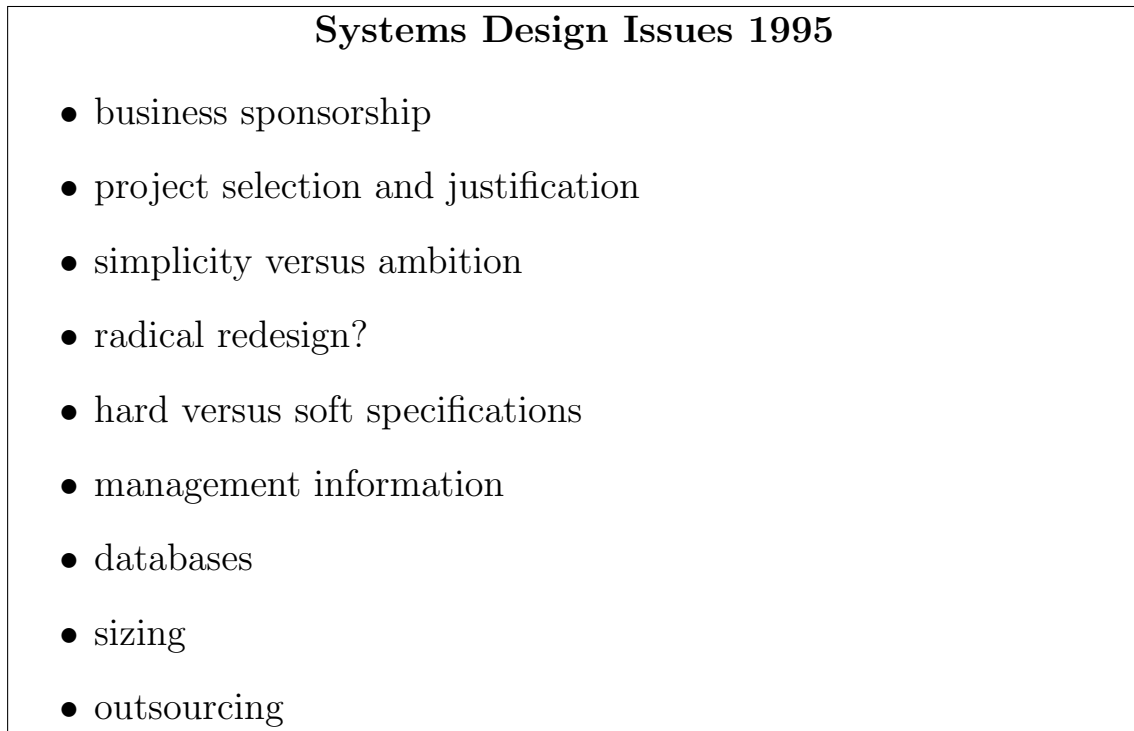 Systems Design Issues 1995
• business sponsorship
• project selection and justification
• simplicity versus ambition
• radical redesign?
• hard versus soft specifications
• management information
• databases
• sizing
• outsourcing